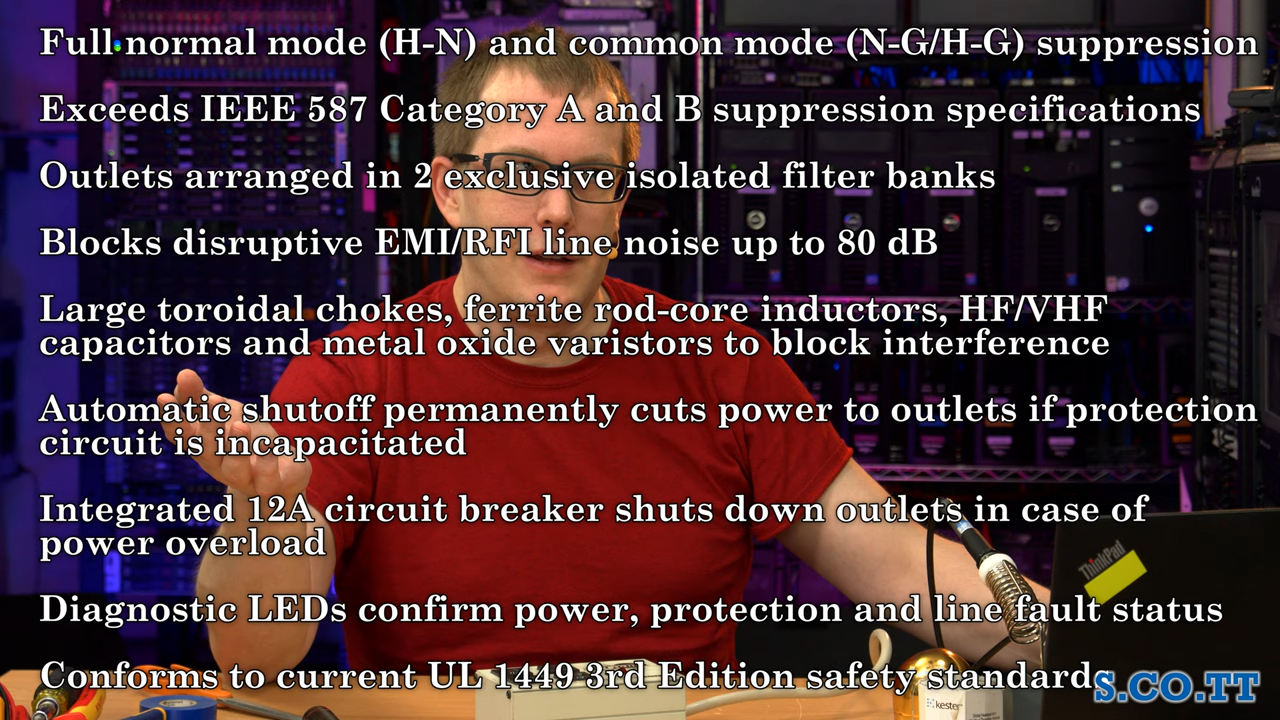 Full normal mode (H-N) and common mode (N-G/H-G) suppression
Exceeds IEEE 587 Category A and B suppression specifications
Outlets arranged in 2 exclusive isolated filter banks
Blocks disruptive EMI/RFI line noise up to 80 dB
Large toroidal chokes, ferrite rod-core inductors, HF/VHF
capacitors and metal oxide varistors to block interference
Automatic shutoff permanently cuts power to outlets if protection
circuit is incapacitated
Integrated 12A circuit breaker shuts down outlets in case of
power overload
ThinkPad
Diagnostic LEDs confirm power, protection and line fault status
Conforms to current UL 1449 3rd Edition safety standards
S.CO.TT
kester